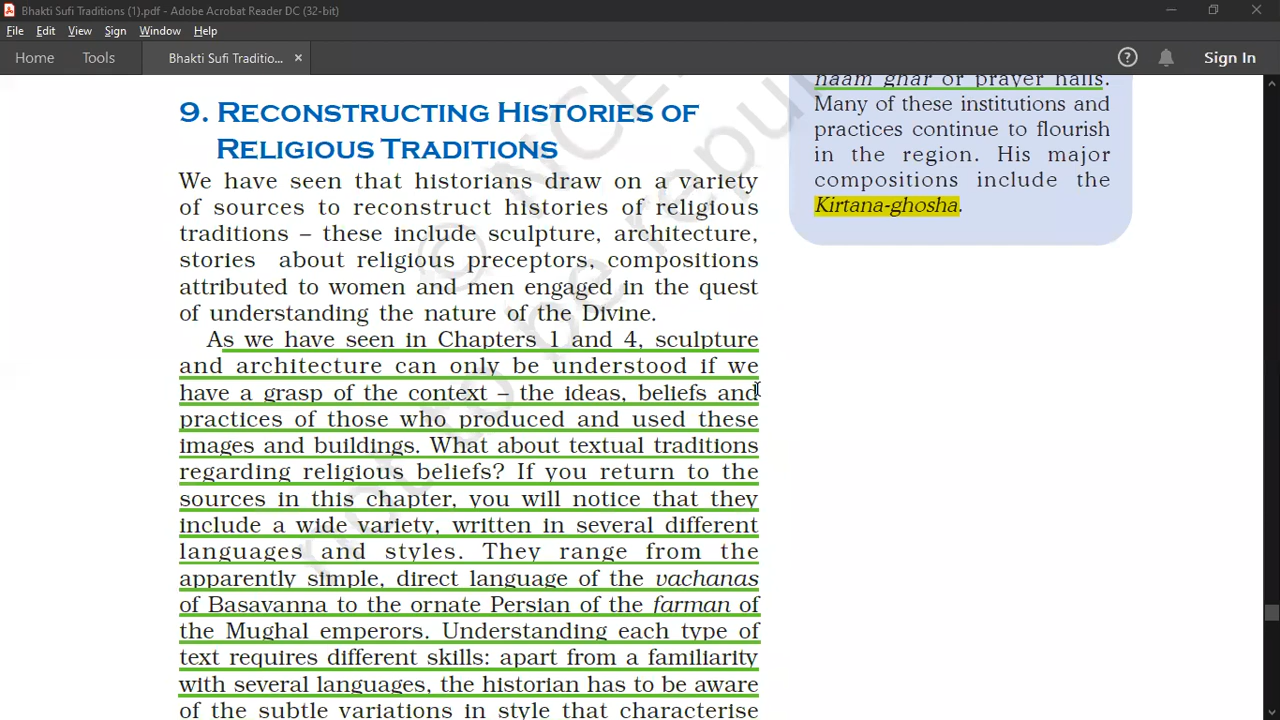 Bhakti Sufi Traditions (1).pdf - Adobe Acrobat Reader DC (32-bit)
File Edit View Sign Window Help
Home Tools Bhakti Sufi Traditio... × Sign In
9. RECONSTRUCTING HISTORIES OF
RELIGIOUS TRADITIONS
We have seen that historians draw on a variety
of sources to reconstruct histories of religious
traditions – these include sculpture, architecture,
stories about religious preceptors, compositions
attributed to women and men engaged in the quest
of understanding the nature of the Divine.
As we have seen in Chapters 1 and 4, sculpture
and architecture can only be understood if we
have a grasp of the context – the ideas, beliefs and
practices of those who produced and used these
images and buildings. What about textual traditions
regarding religious beliefs? If you return to the
sources in this chapter, you will notice that they
include a wide variety, written in several different
languages and styles. They range from the
apparently simple, direct language of the vachanas
of Basavanna to the ornate Persian of the farman of
the Mughal emperors. Understanding each type of
text requires different skills: apart from a familiarity
with several languages, the historian has to be aware
of the subtle variations in style that characterise
naam ghar or prayer halls.
Many of these institutions and
practices continue to flourish
in the region. His major
compositions include the
Kirtana-ghosha.
© NCE
not to be republ